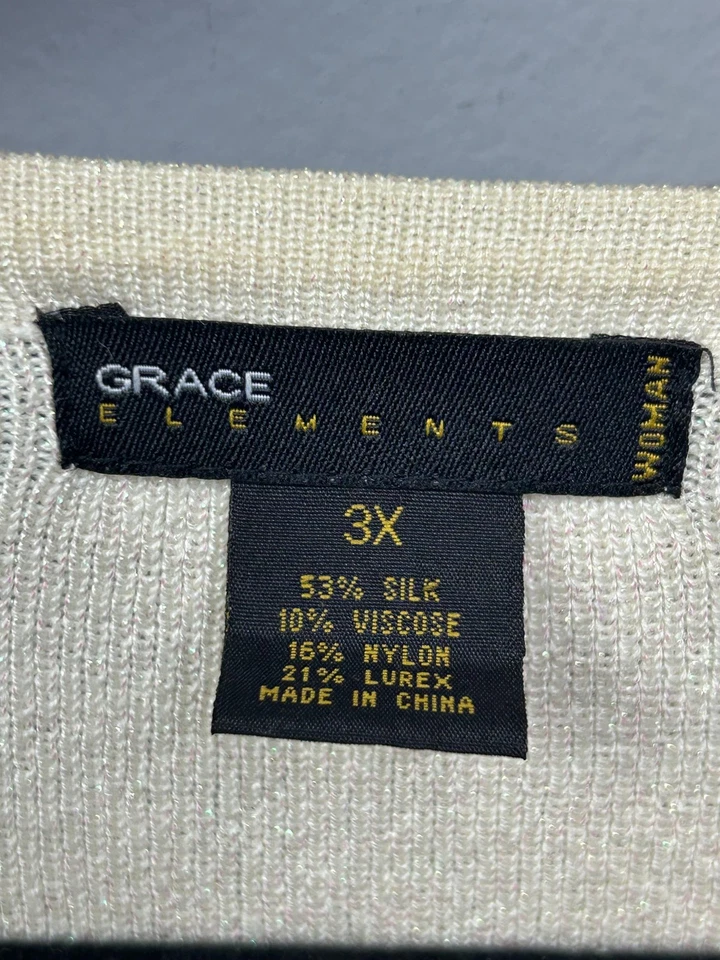 GRACE
ELEMENTS
WOMAN
3X
53% SILK
10% VISCOSE
16% NYLON
21% LUREX
MADE IN CHINA